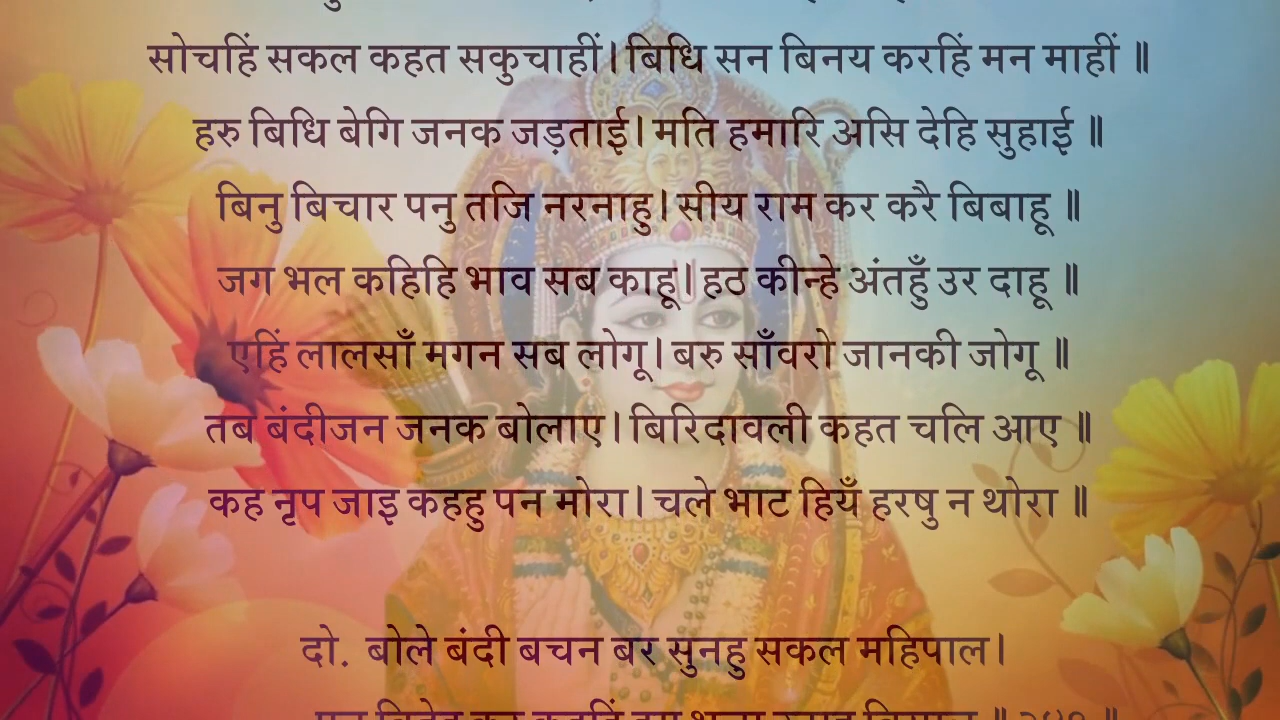 सोचहिं सकल कहत सकुचाहीं। बिधि सन बिनय करहिं मन माहीं ॥
हरु बिधि बेगि जनक जड़ताई। मति हमारि असि देहि सुहाई ॥
बिनु बिचार पनु तजि नरनाहु। सीय राम कर करै बिबाहू ॥
जग भल कहिहि भाव सब काहू। हठ कीन्हे अंतहुँ उर दाहू ॥
एहिं लालसाँ मगन सब लोगू। बरु साँवरो जानकी जोगू ॥
तब बंदीजन जनक बोलाए। बिरिदावली कहत चलि आए ॥
कह नृप जाइ कहहु पन मोरा। चले भाट हियँ हरषु न थोरा ॥
दो. बोले बंदी बचन बर सुनहु सकल महिपाल।